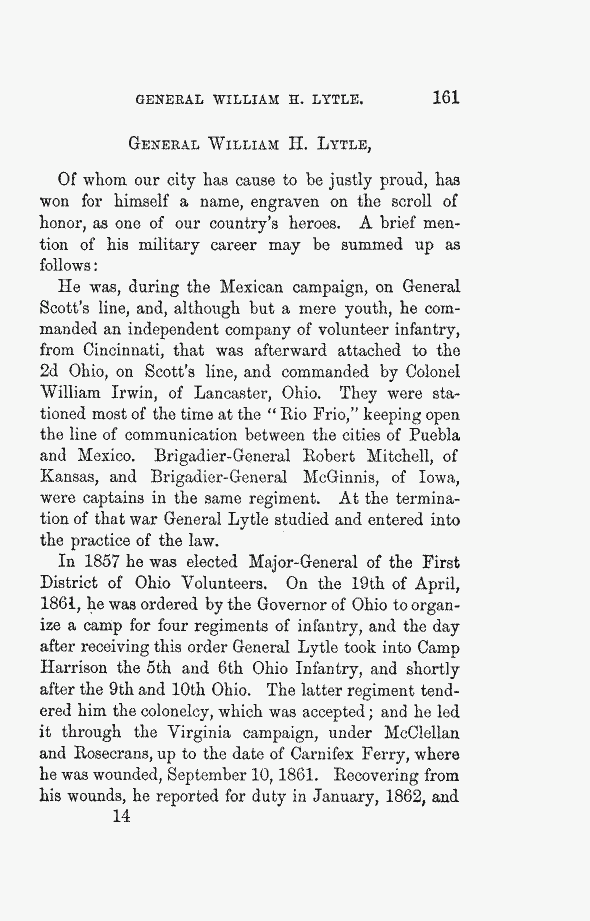 GENERAL WILLIAM H. LYTLE. 161
GENERAL WILLIAM H. LYTLE,
Of whom our city has cause to be justly proud, has
won for himself a name, engraven on the scroll of
honor, as one of our country's heroes. A brief men-
tion of his military career may be summed up as
follows:
He was, during the Mexican campaign, on General
Scott's line, and, although but a mere youth, he com-
manded an independent company of volunteer infantry,
from Cincinnati, that was afterward attached to the
2d Ohio, on Scott's line, and commanded by Colonel
William Irwin, of Lancaster, Ohio. They were sta-
tioned most of the time at the "Rio Frio," keeping open
the line of communication between the cities of Puebla
and Mexico. Brigadier-General Robert Mitchell, of
Kansas, and Brigadier-General McGinnis, of Iowa,
were captains in the same regiment. At the termina-
tion of that war General Lytle studied and entered into
the practice of the law.
In 1857 he was elected Major-General of the First
District of Ohio Volunteers. On the 19th of April,
1861, he was ordered by the Governor of Ohio to organ-
ize a camp for four regiments of infantry, and the day
after receiving this order General Lytle took into Camp
Harrison the 5th and 6th Ohio Infantry, and shortly
after the 9th and 10th Ohio. The latter regiment tend-
ered him the colonelcy, which was accepted; and he led
it through the Virginia campaign, under McClellan
and Rosecrans, up to the date of Carnifex Ferry, where
he was wounded, September 10, 1861. Recovering from
his wounds, he reported for duty in January, 1862, and
14